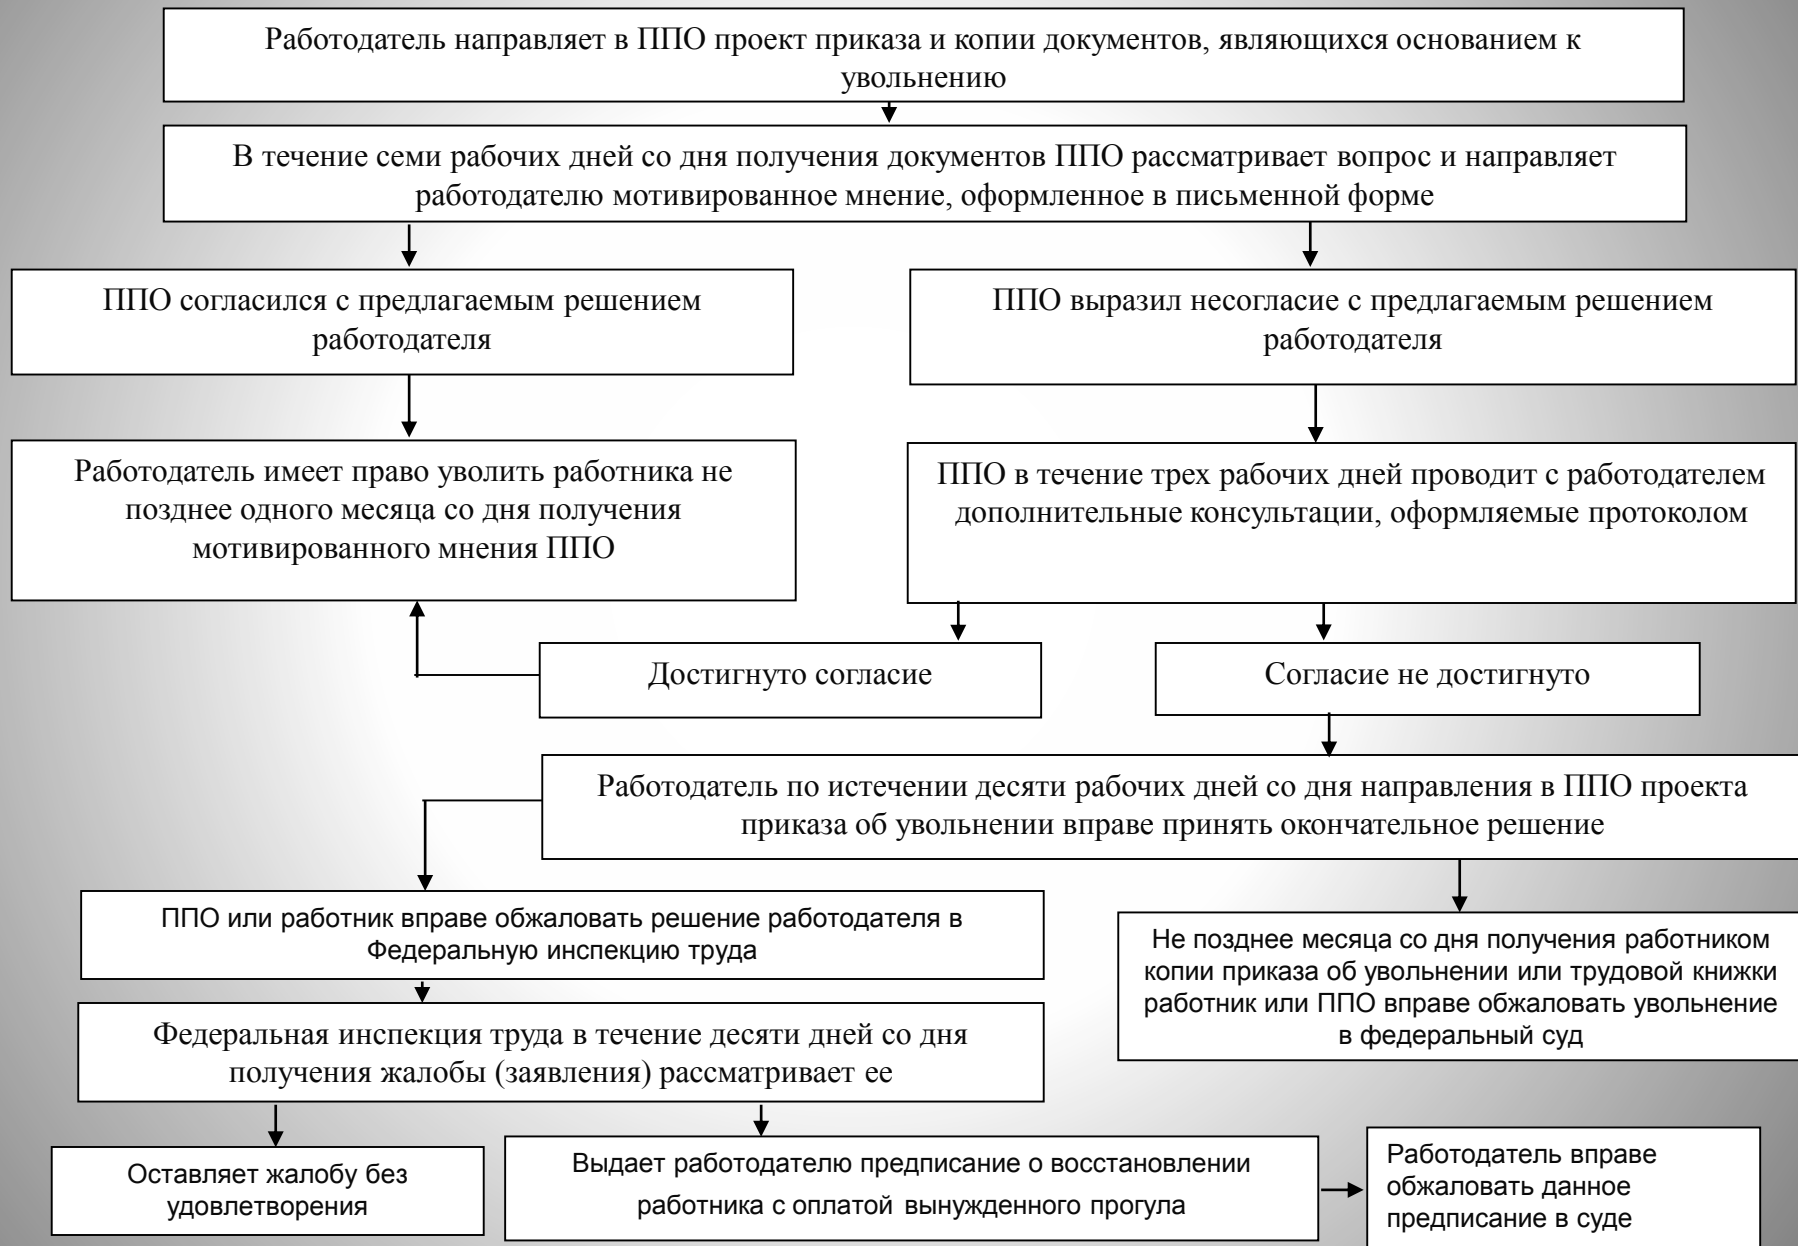 Работодатель направляет в ППО проект приказа и копии документов, являющихся основанием к
увольнению
В течение семи рабочих дней со дня получения документов ППО рассматривает вопрос и направляет
работодателю мотивированное мнение, оформленное в письменной форме
ППО согласился с предлагаемым решением
работодателя
ППО выразил несогласие с предлагаемым решением
работодателя
Работодатель имеет право уволить работника не
позднее одного месяца со дня получения
мотивированного мнения ППО
ППО в течение трех рабочих дней проводит с работодателем
дополнительные консультации, оформляемые протоколом
Достигнуто согласие
Согласие не достигнуто
Работодатель по истечении десяти рабочих дней со дня направления в ППО проекта
приказа об увольнении вправе принять окончательное решение
ППО или работник вправе обжаловать решение работодателя в
Федеральную инспекцию труда
Не позднее месяца со дня получения работником
копии приказа об увольнении или трудовой книжки
работник или ППО вправе обжаловать увольнение
в федеральный суд
Федеральная инспекция труда в течение десяти дней со дня
получения жалобы (заявления) рассматривает ее
Оставляет жалобу без
удовлетворения
Выдает работодателю предписание о восстановлении
работника с оплатой вынужденного прогула
Работодатель вправе
обжаловать данное
предписание в суде